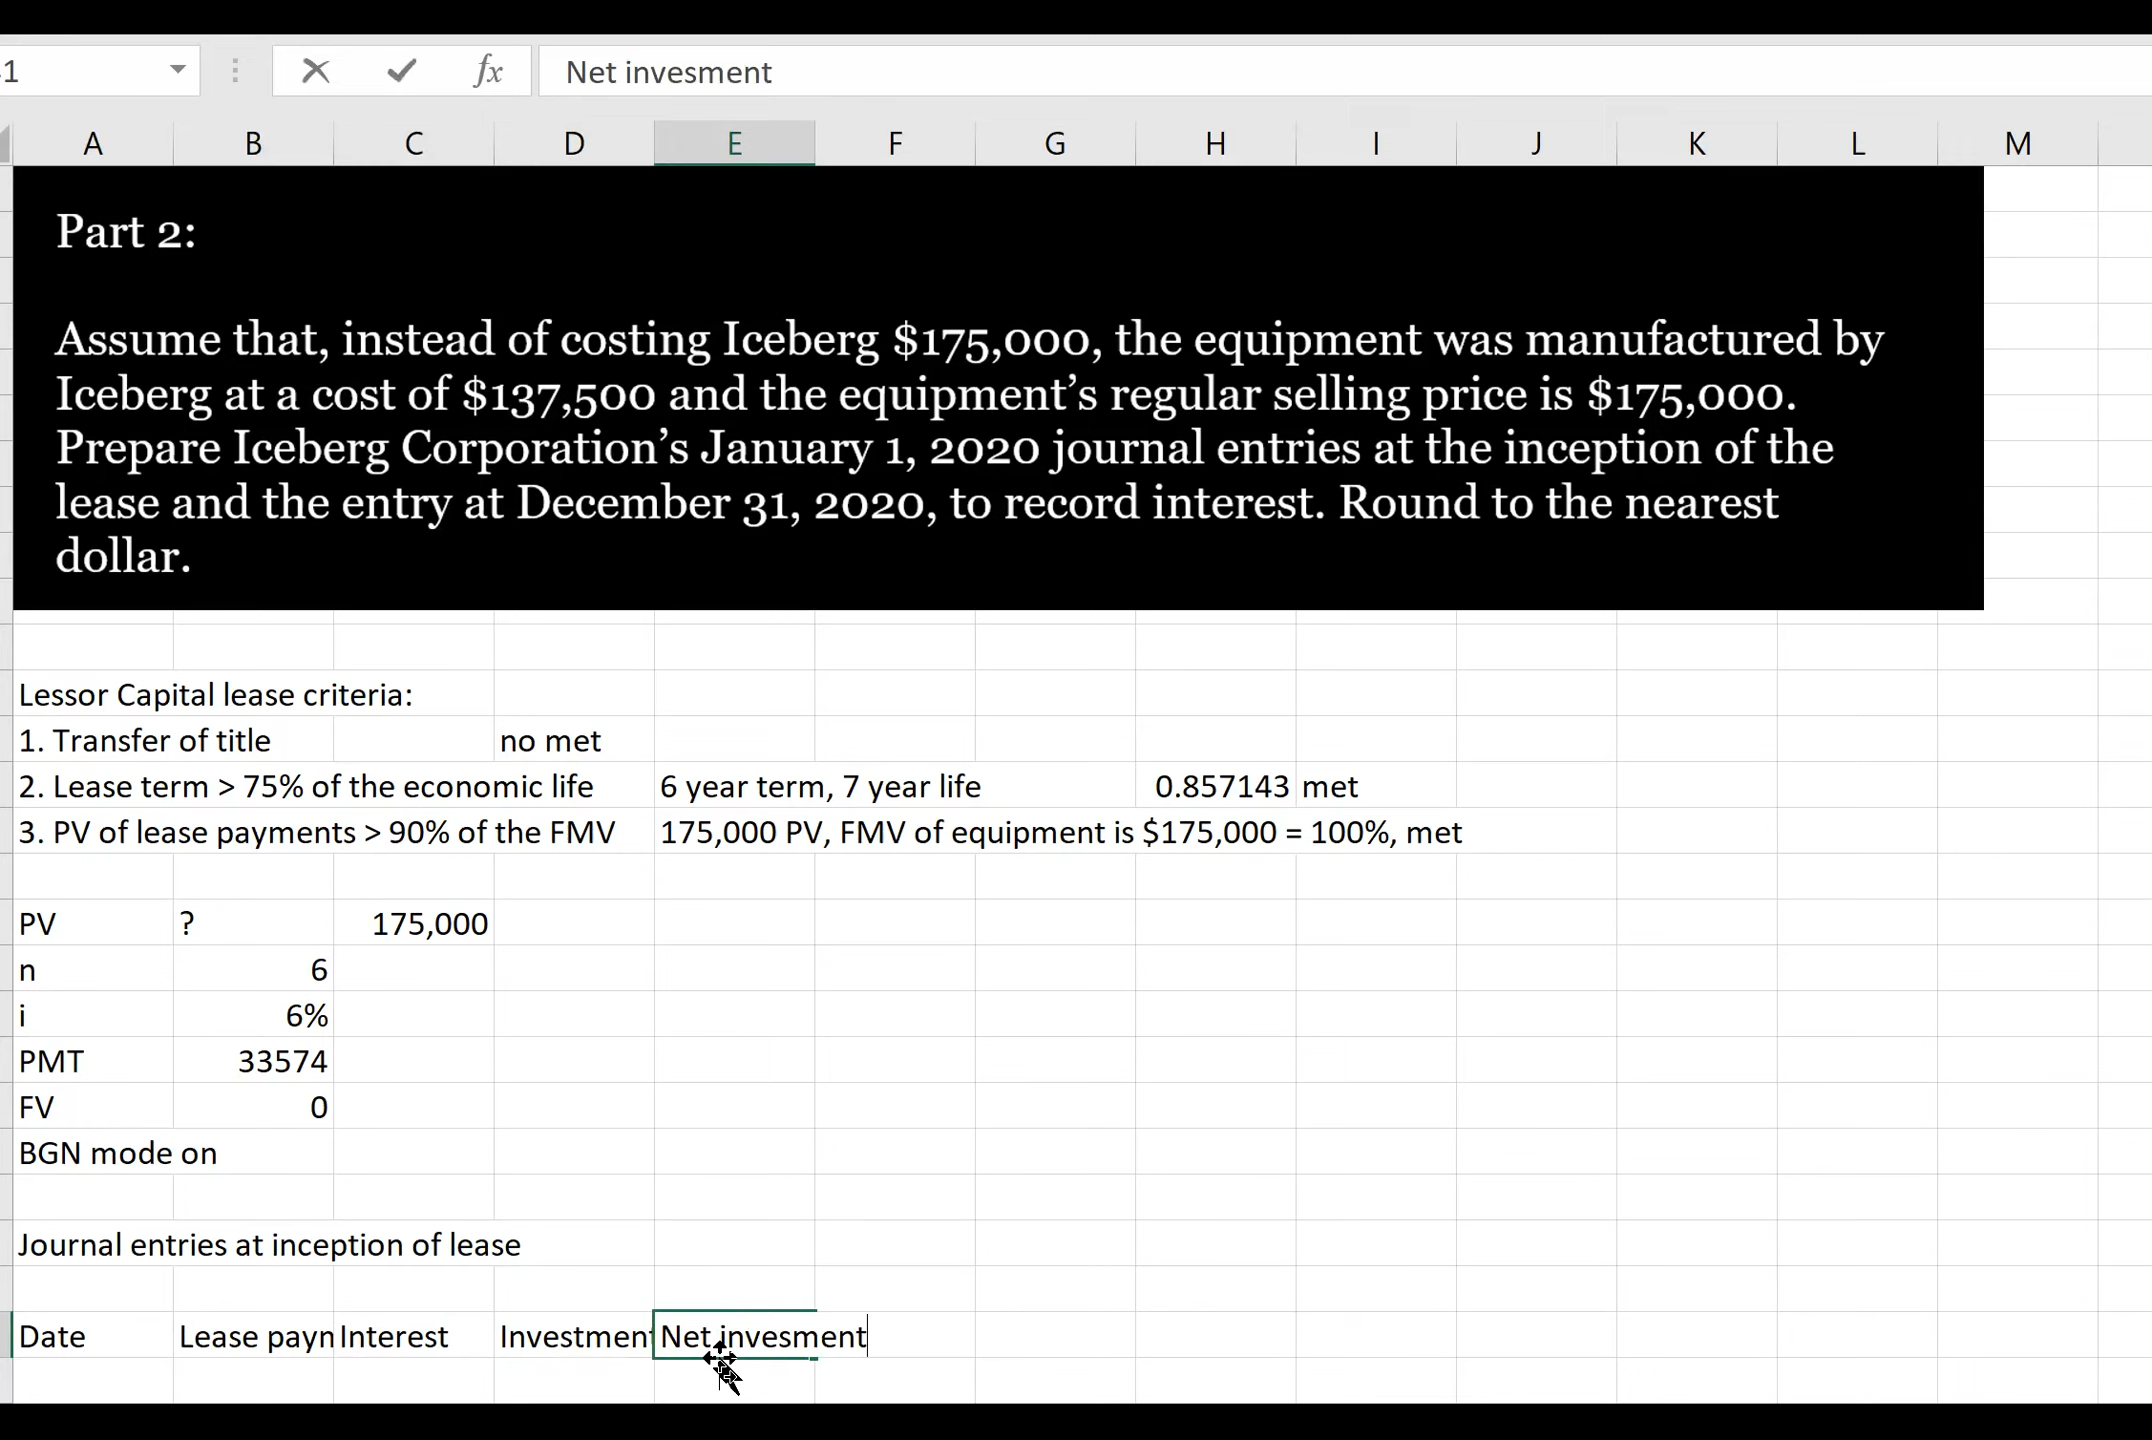 1 fx Net invesment
A B C D E F G H I J K L M
Part 2:
Assume that, instead of costing Iceberg $175,000, the equipment was manufactured by
Iceberg at a cost of $137,500 and the equipment’s regular selling price is $175,000.
Prepare Iceberg Corporation’s January 1, 2020 journal entries at the inception of the
lease and the entry at December 31, 2020, to record interest. Round to the nearest
dollar.
Lessor Capital lease criteria:
1. Transfer of title no met
2. Lease term > 75% of the economic life 6 year term, 7 year life 0.857143 met
3. PV of lease payments > 90% of the FMV 175,000 PV, FMV of equipment is $175,000 = 100%, met
PV ? 175,000
n 6
i 6%
PMT 33574
FV 0
BGN mode on
Journal entries at inception of lease
Date Lease payn Interest Investment Net invesment